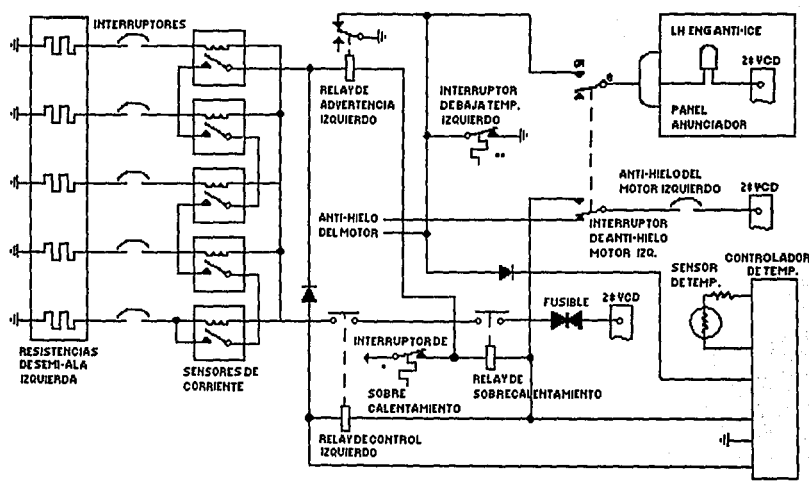 INTERRUPTORES
LH ENG ANTI-ICE
28 VCD
PANEL
ANUNCIADOR
RELAY DE
ADVERTENCIA
IZQUIERDO
INTERRUPTOR
DE BAJA TEMP.
IZQUIERDO
ANTI-HIELO DEL
MOTOR IZQUIERDO
28 VCD
ANTI-HIELO
DEL MOTOR
INTERRUPTOR
DE ANTI-HIELO
MOTOR IZQ.
CONTROLADOR
DE TEMP.
SENSOR
DE TEMP.
FUSIBLE
28 VCD
RESISTENCIAS
DE SEMI-ALA
IZQUIERDA
SENSORES DE
CORRIENTE
INTERRUPTOR DE
SOBRE
CALENTAMIENTO
RELAY DE
SOBRECALENTAMIENTO
RELAY DE CONTROL
IZQUIERDO